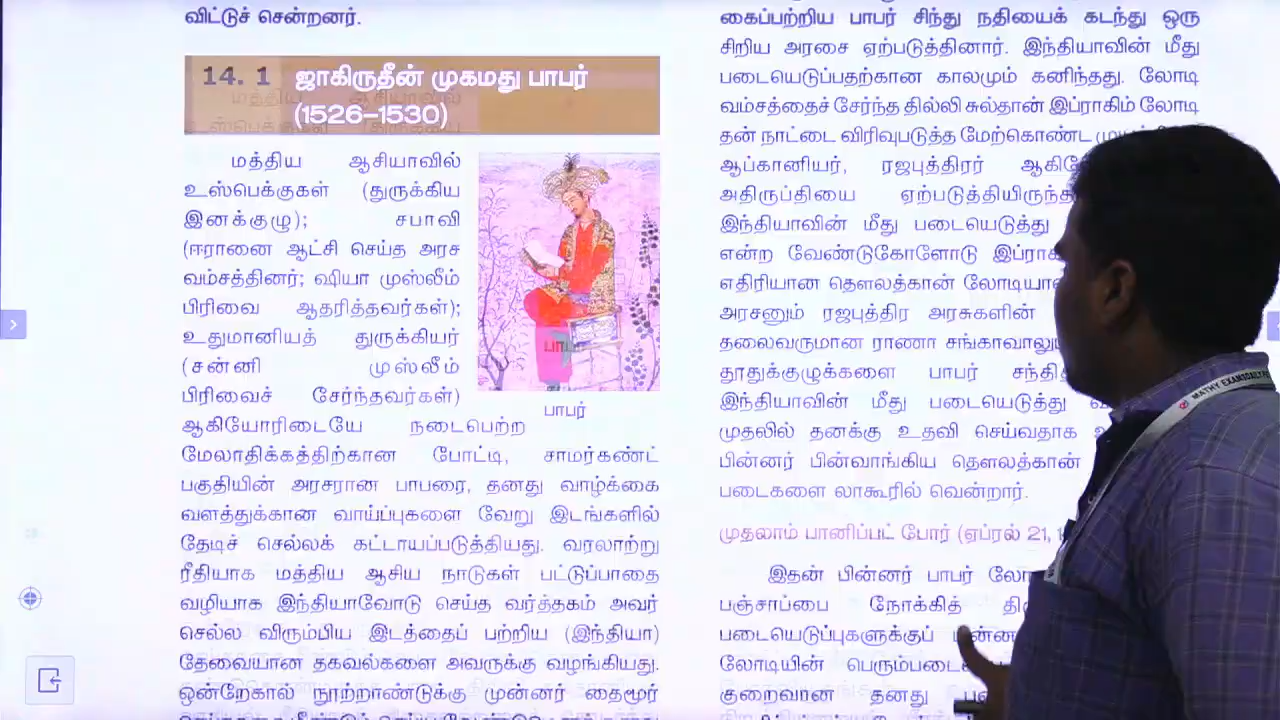 விட்டுச் சென்றனர்.
14. 1 ஜாகிருதீன் முகமது பாபர்
(1526–1530)
மத்திய ஆசியாவில்
உஸ்பெக்குகள் (துருக்கிய
இனக்குழு); சபாவி
(ஈரானை ஆட்சி செய்த அரச
வம்சத்தினர்; ஷியா முஸ்லீம்
பிரிவை ஆதரித்தவர்கள்);
உதுமானியத் துருக்கியர்
(சன்னி முஸ்லீம்
பிரிவைச் சேர்ந்தவர்கள்)
ஆகியோரிடையே நடைபெற்ற
மேலாதிக்கத்திற்கான போட்டி, சாமர்கண்ட்
பகுதியின் அரசரான பாபரை, தனது வாழ்க்கை
வளத்துக்கான வாய்ப்புகளை வேறு இடங்களில்
தேடிச் செல்லக் கட்டாயப்படுத்தியது. வரலாற்று
ரீதியாக மத்திய ஆசிய நாடுகள் பட்டுப்பாதை
வழியாக இந்தியாவோடு செய்த வர்த்தகம் அவர்
செல்ல விரும்பிய இடத்தைப் பற்றிய (இந்தியா)
தேவையான தகவல்களை அவருக்கு வழங்கியது.
ஒன்றேகால் நூற்றாண்டுக்கு முன்னர் தைமூர்
பாபர்
கைப்பற்றிய பாபர் சிந்து நதியைக் கடந்து ஒரு
சிறிய அரசை ஏற்படுத்தினார். இந்தியாவின் மீது
படையெடுப்பதற்கான காலமும் கனிந்தது. லோடி
வம்சத்தைச் சேர்ந்த தில்லி சுல்தான் இப்ராகிம் லோடி
தன் நாட்டை விரிவுபடுத்த மேற்கொண்ட
ஆப்கானியர், ரஜபுத்திரர்
அதிருப்தியை
இந்தியாவின் மீது படையெடுத்து
என்ற வேண்டுகோளோடு
எதிரியான தௌலத்கான்
அரசனும் ரஜபுத்திர அரசுகளின்
தலைவருமான ராணா
தூதுக்குழுக்களை பாபர்
இந்தியாவின் மீது படையெடுத்து
முதலில் தனக்கு உதவி செய்வதாக
பின்னர் பின்வாங்கிய தௌலத்கான்
படைகளை லாகூரில் வென்றார்.
முதலாம் பானிப்பட் போர் (ஏப்ரல் 21,
இதன் பின்னர் பாபர்
பஞ்சாப்பை நோக்கித்
படையெடுப்புகளுக்குப்
லோடியின்
குறைவான தனது
MATHY EXAMSDAILY